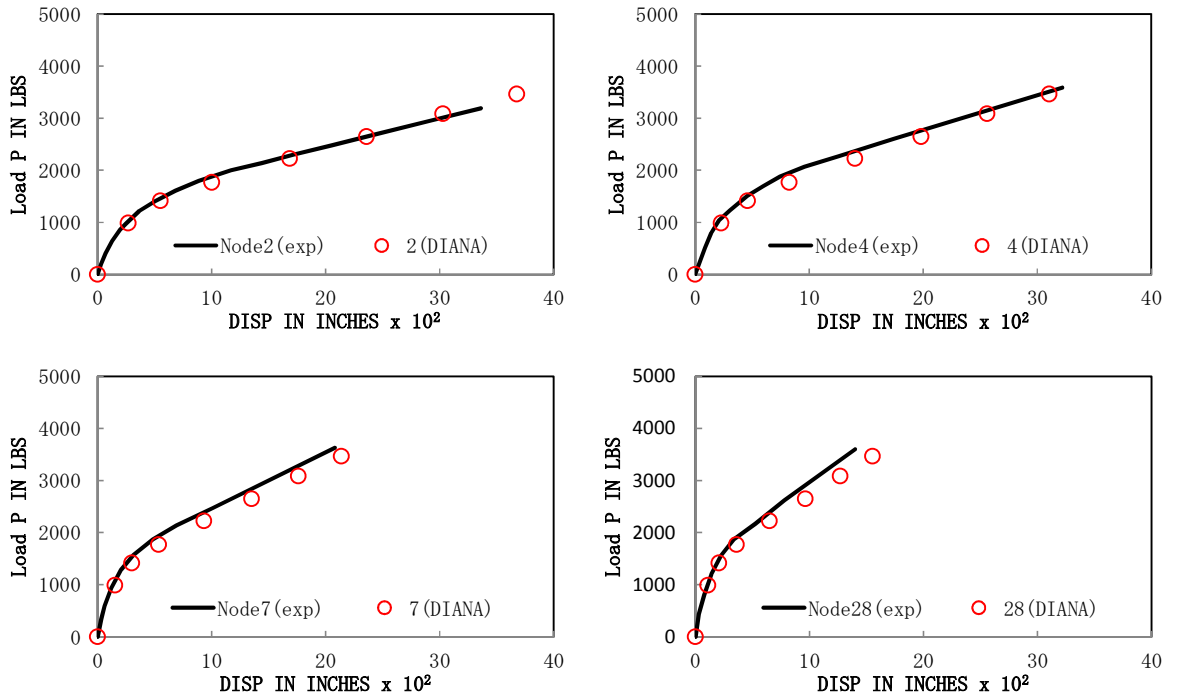 5000
4000
3000
2000
1000
0
Load P IN LBS
Node2(exp) 2(DIANA)
0 10 20 30 40
DISP IN INCHES x 10²
5000
4000
3000
2000
1000
0
Load P IN LBS
Node4(exp) 4(DIANA)
0 10 20 30 40
DISP IN INCHES x 10²
5000
4000
3000
2000
1000
0
Load P IN LBS
Node7(exp) 7(DIANA)
0 10 20 30 40
DISP IN INCHES x 10²
5000
4000
3000
2000
1000
0
Load P IN LBS
Node28(exp) 28(DIANA)
0 10 20 30 40
DISP IN INCHES x 10²